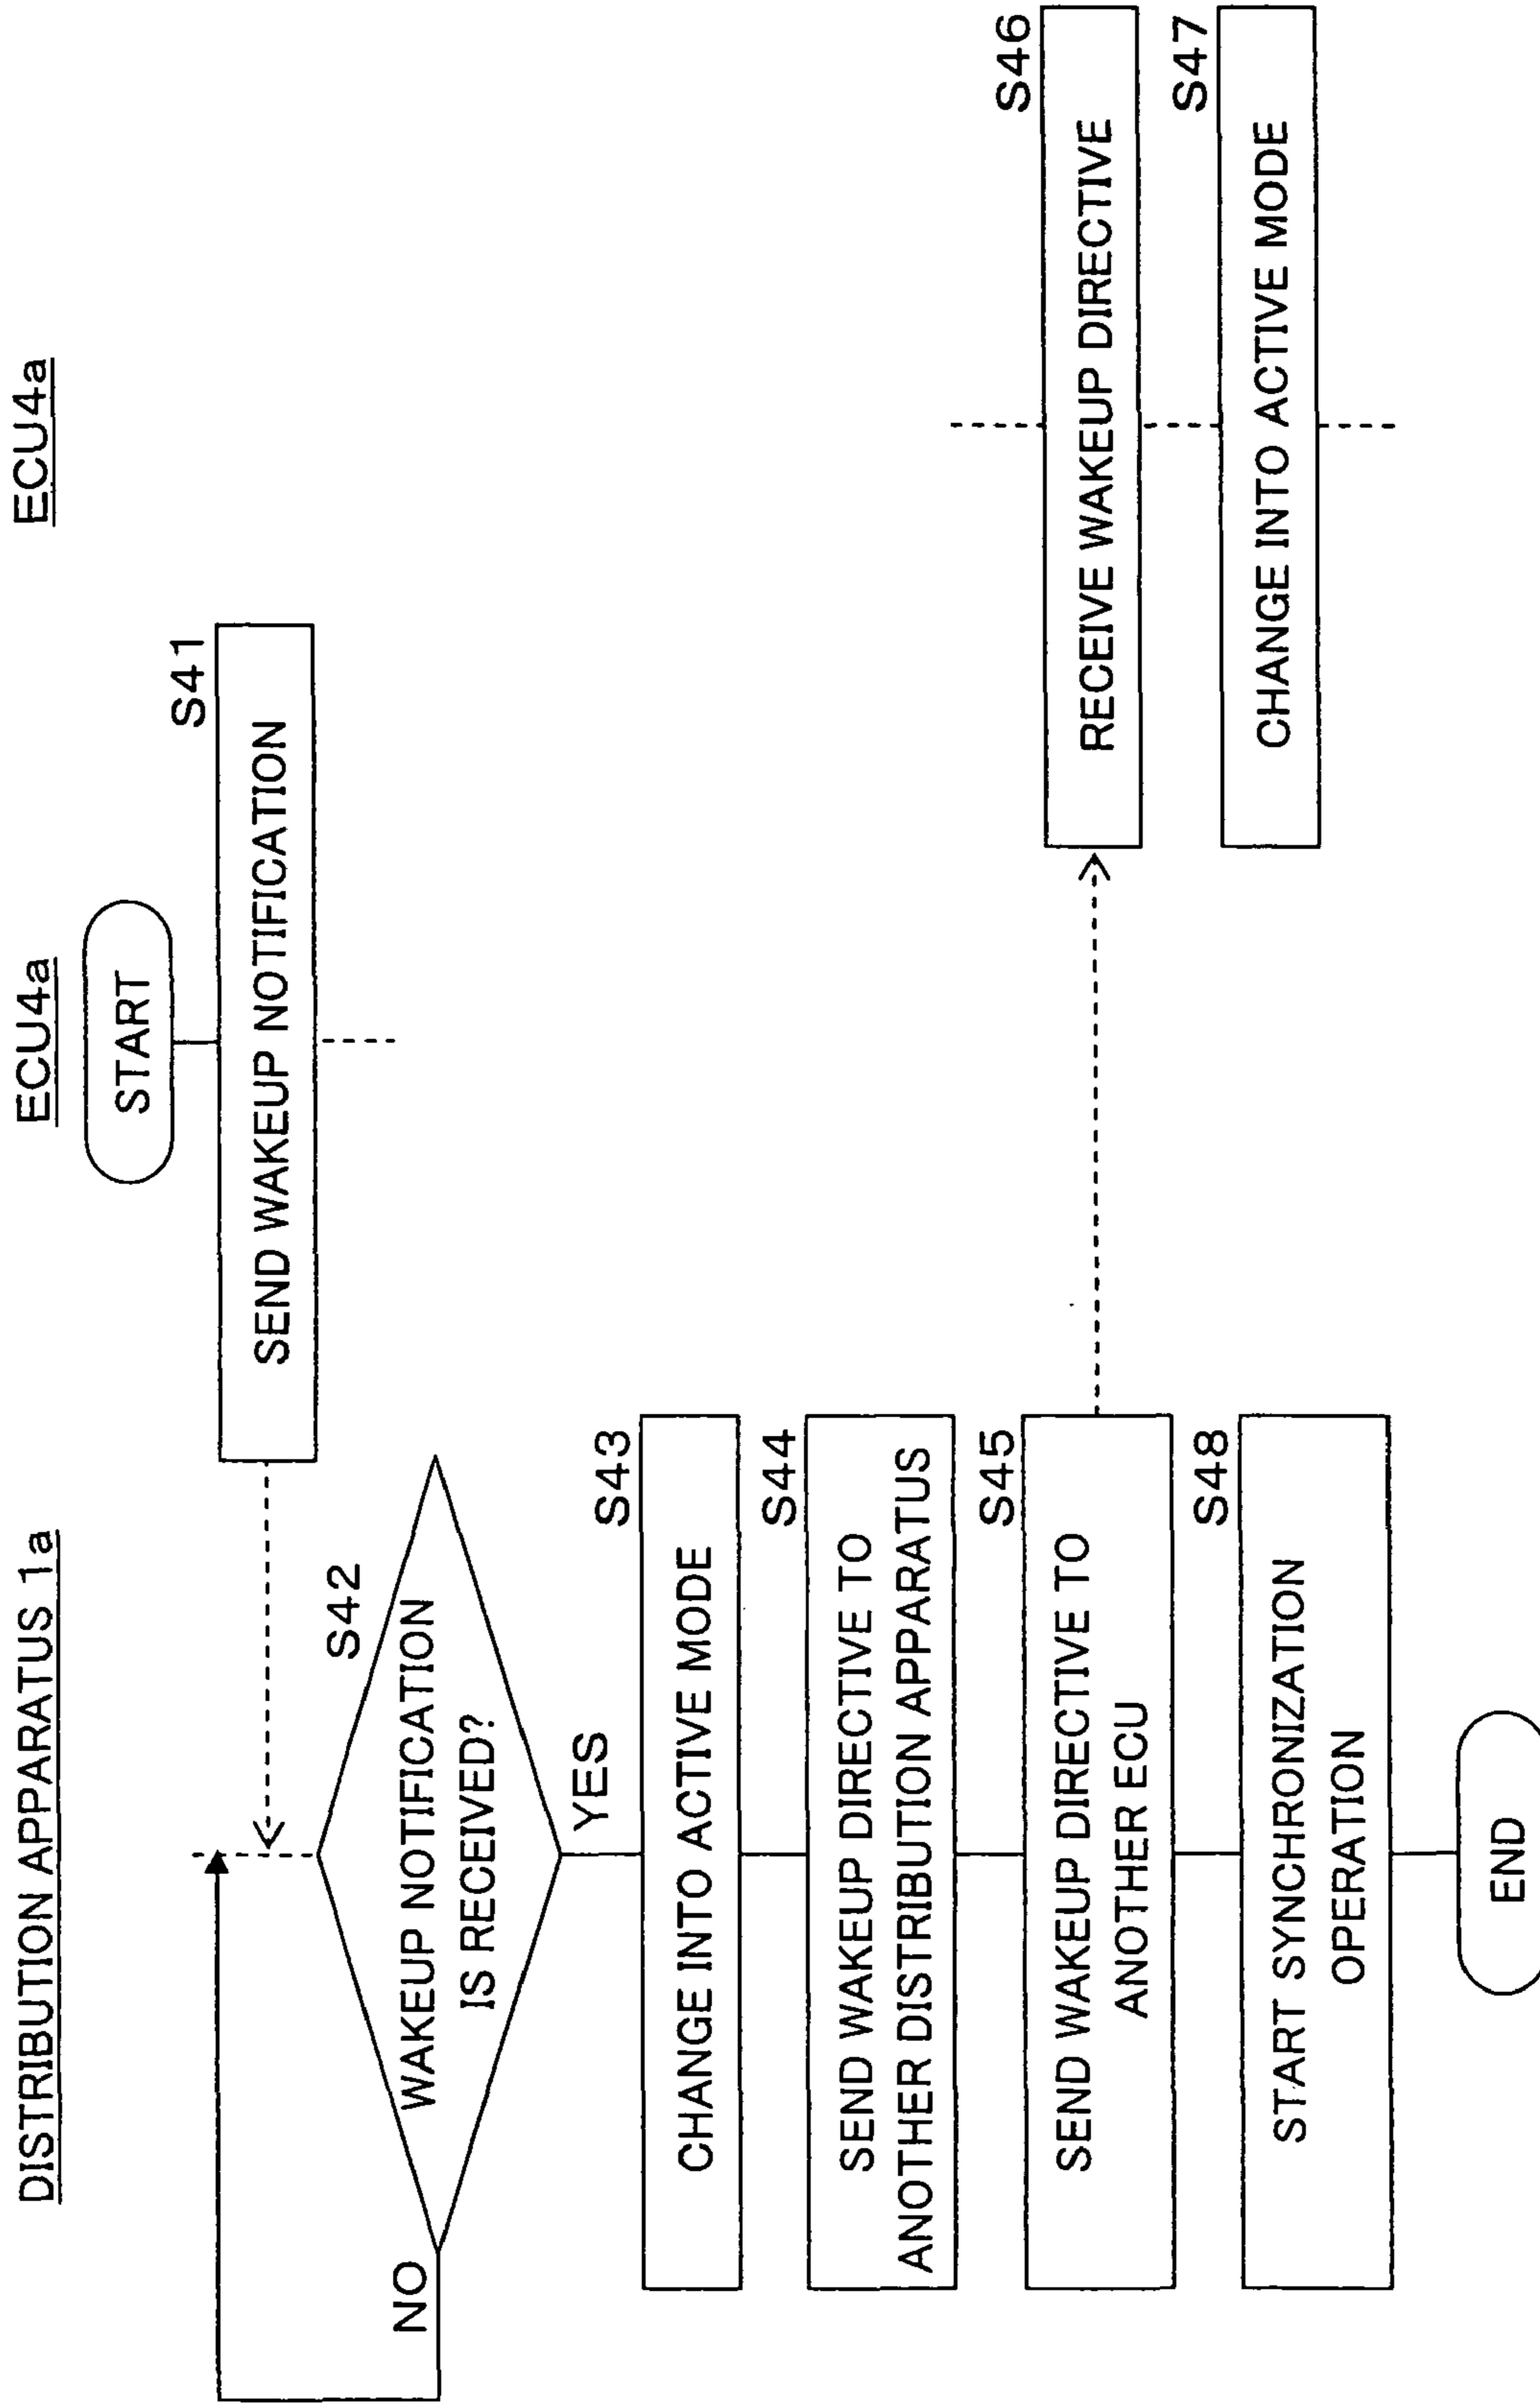 DISTRIBUTION APPARATUS 1a
ECU4a
ECU4a
START
S41
SEND WAKEUP NOTIFICATION
S42
WAKEUP NOTIFICATION
IS RECEIVED?
NO
YES
S43
CHANGE INTO ACTIVE MODE
S44
SEND WAKEUP DIRECTIVE TO
ANOTHER DISTRIBUTION APPARATUS
S45
SEND WAKEUP DIRECTIVE TO
ANOTHER ECU
S46
RECEIVE WAKEUP DIRECTIVE
S47
CHANGE INTO ACTIVE MODE
S48
START SYNCHRONIZATION
OPERATION
END